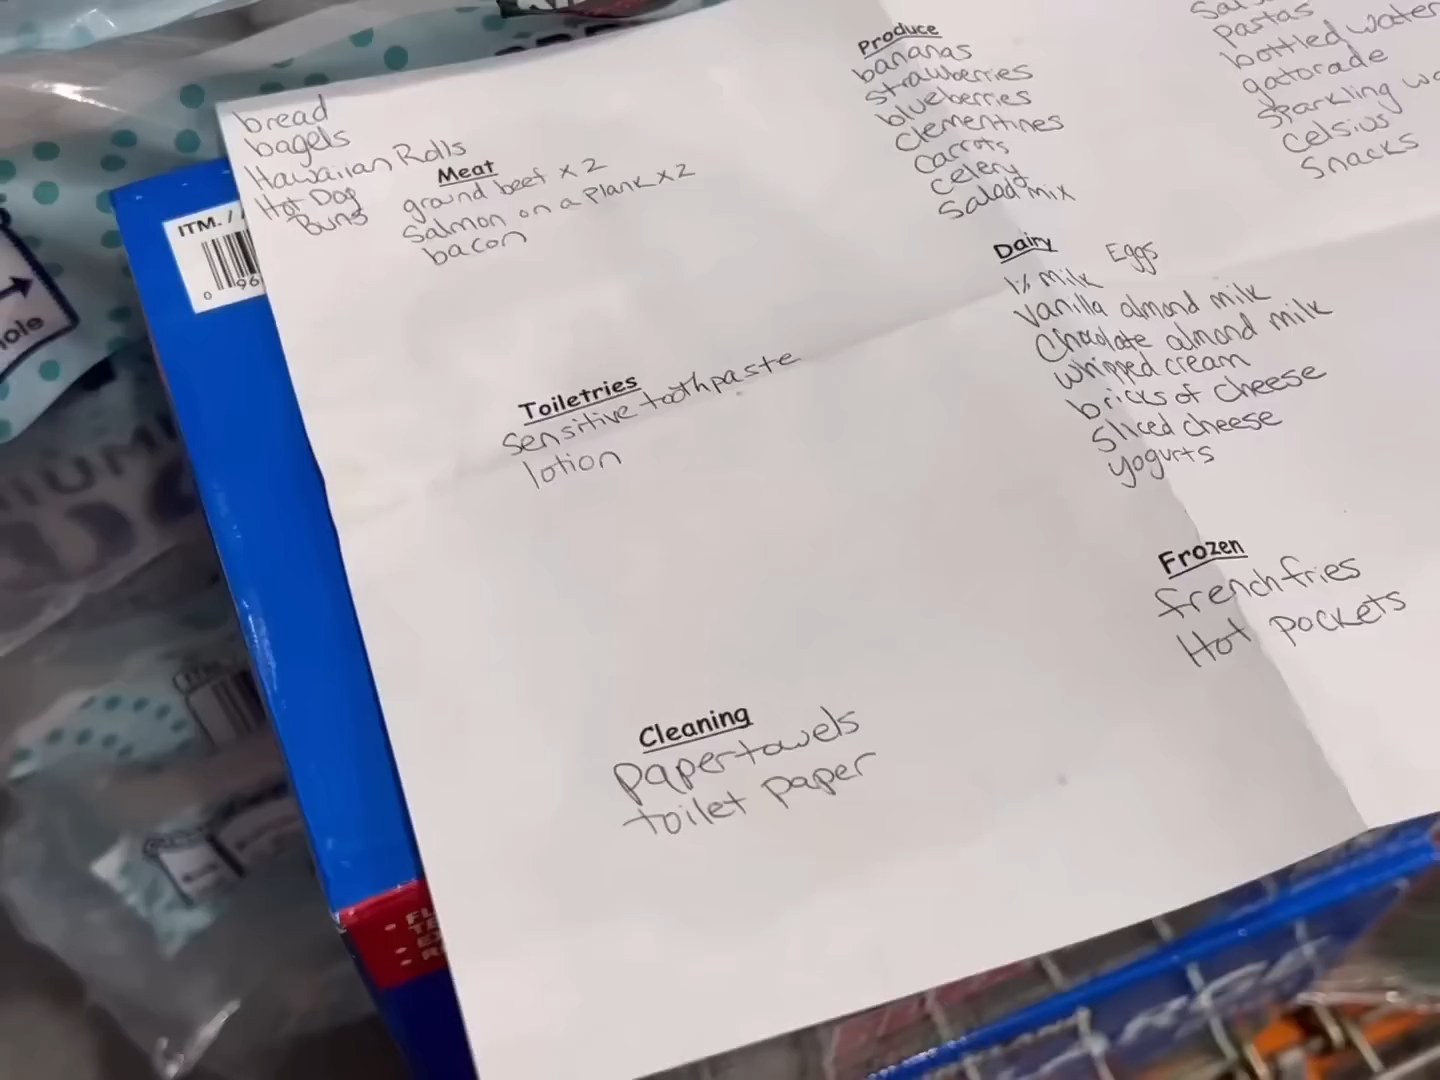 bread
bagels
Hawaiian Rolls
Hot Dog
Buns
Meat
ground beef x 2
Salmon on a Plank x 2
bacon
Toiletries
Sensitive toothpaste
lotion
Cleaning
papertowels
toilet paper
Produce
bananas
strawberries
blueberries
Clementines
Carrots
Celery
Salad mix
Dairy
Eggs
1% milk
Vanilla almond milk
Chocolate almond milk
whipped cream
bricks of cheese
Sliced cheese
yogurts
Frozen
french fries
Hot Pockets
Pastas
bottled water
gatorade
Sparkling
Celsius
Snacks
ITM. /
0 96